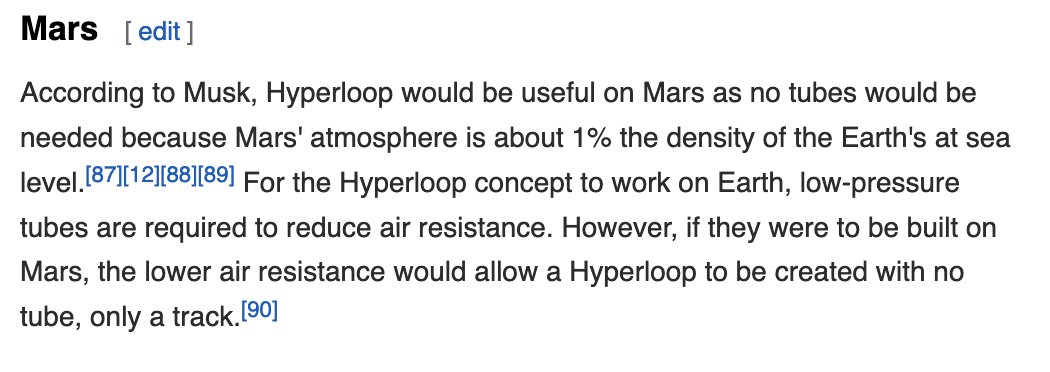 Mars [ edit ]
According to Musk, Hyperloop would be useful on Mars as no tubes would be
needed because Mars' atmosphere is about 1% the density of the Earth's at sea
level.[87][12][88][89] For the Hyperloop concept to work on Earth, low-pressure
tubes are required to reduce air resistance. However, if they were to be built on
Mars, the lower air resistance would allow a Hyperloop to be created with no
tube, only a track.[90]